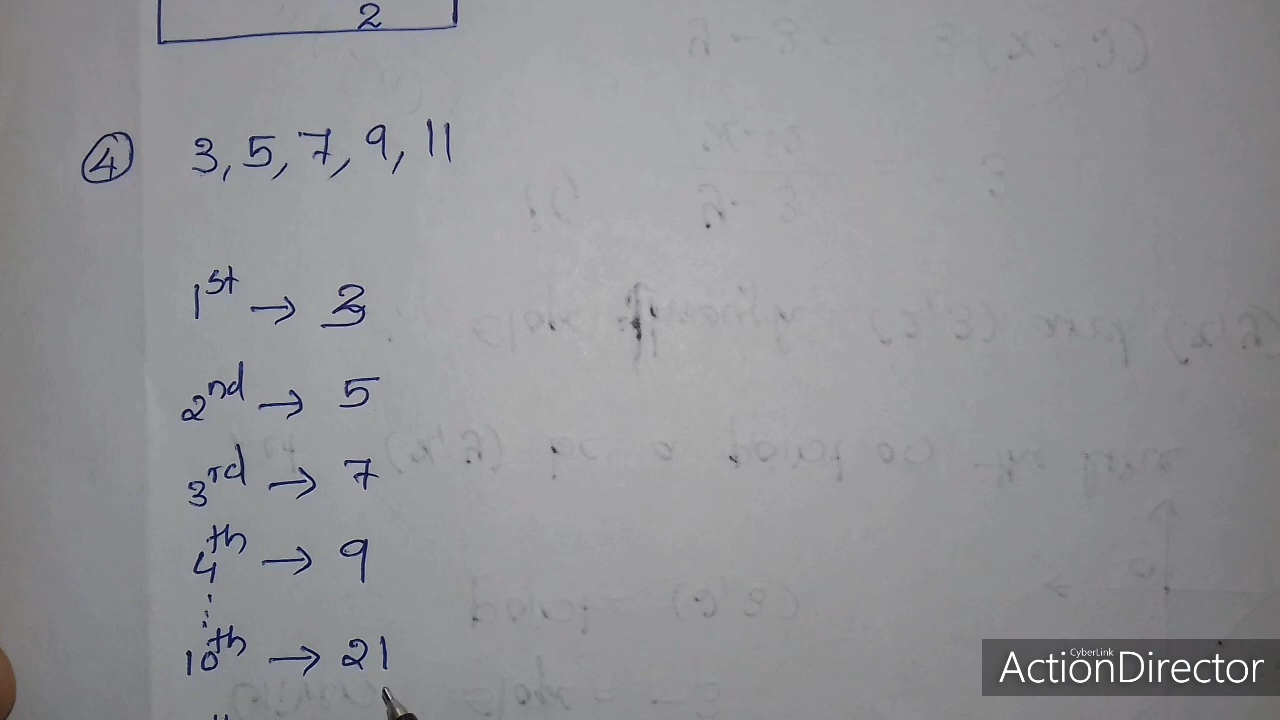 2
④ 3, 5, 7, 9, 11
1st → 3
2nd → 5
3rd → 7
4th → 9
⋮
10th → 21
CyberLink
ActionDirector